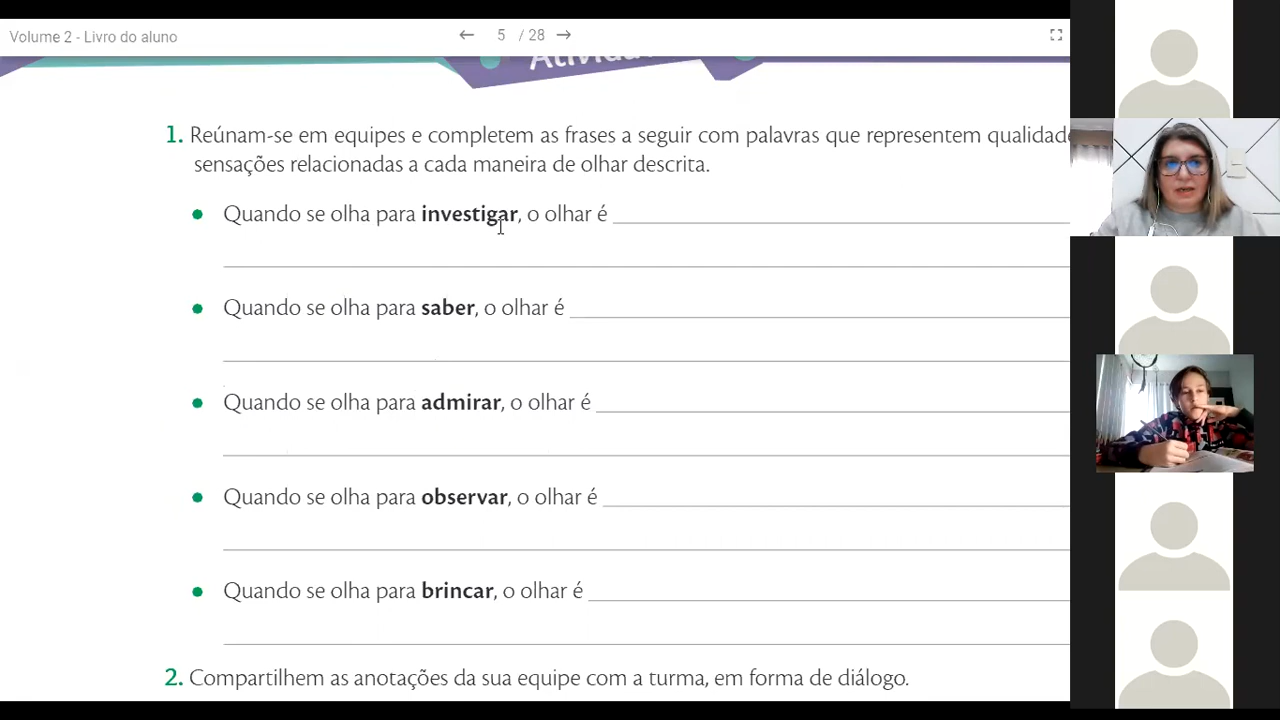 Volume 2 - Livro do aluno
5 / 28
1. Reúnam-se em equipes e completem as frases a seguir com palavras que representem
sensações relacionadas a cada maneira de olhar descrita.
Quando se olha para investigar, o olhar é
Quando se olha para saber, o olhar é
Quando se olha para admirar, o olhar é
Quando se olha para observar, o olhar é
Quando se olha para brincar, o olhar é
2. Compartilhem as anotações da sua equipe com a turma, em forma de diálogo.